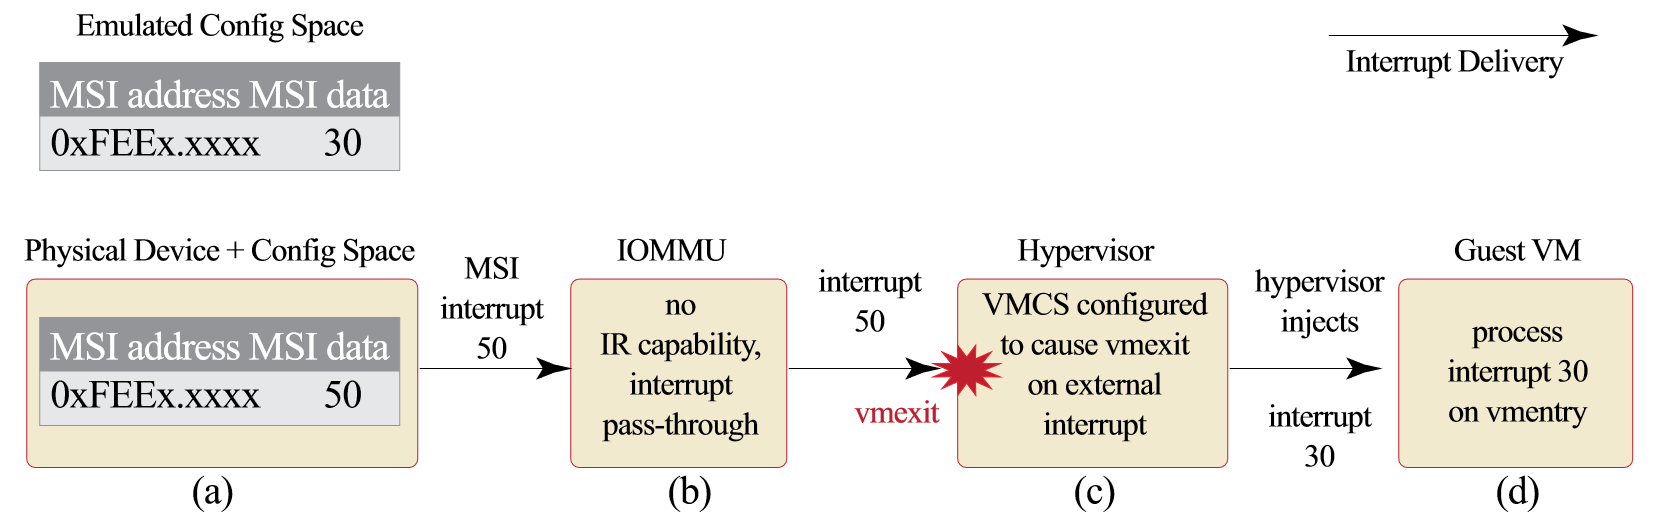 Emulated Config Space
MSI address MSI data
0xFEEx.xxxx 30
Interrupt Delivery
Physical Device + Config Space
MSI address MSI data
0xFEEx.xxxx 50
(a)
MSI
interrupt
50
IOMMU
no
IR capability,
interrupt
pass-through
(b)
interrupt
50
vmexit
Hypervisor
VMCS configured
to cause vmexit
on external
interrupt
(c)
hypervisor
injects
interrupt
30
Guest VM
process
interrupt 30
on vmentry
(d)